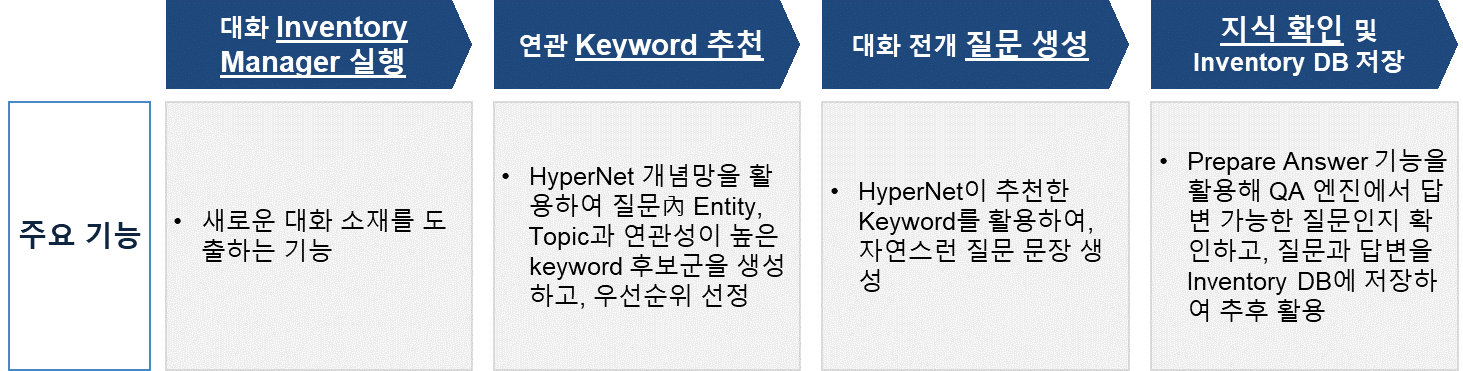 대화 Inventory
Manager 실행
연관 Keyword 추천
대화 전개 질문 생성
지식 확인 및
Inventory DB 저장
주요 기능
• 새로운 대화 소재를 도
출하는 기능
• HyperNet 개념망을 활
용하여 질문內 Entity,
Topic과 연관성이 높은
keyword 후보군을 생성
하고, 우선순위 선정
• HyperNet이 추천한
Keyword를 활용하여,
자연스런 질문 문장 생
성
• Prepare Answer 기능을
활용해 QA 엔진에서 답
변 가능한 질문인지 확
인하고, 질문과 답변을
Inventory DB에 저장하
여 추후 활용